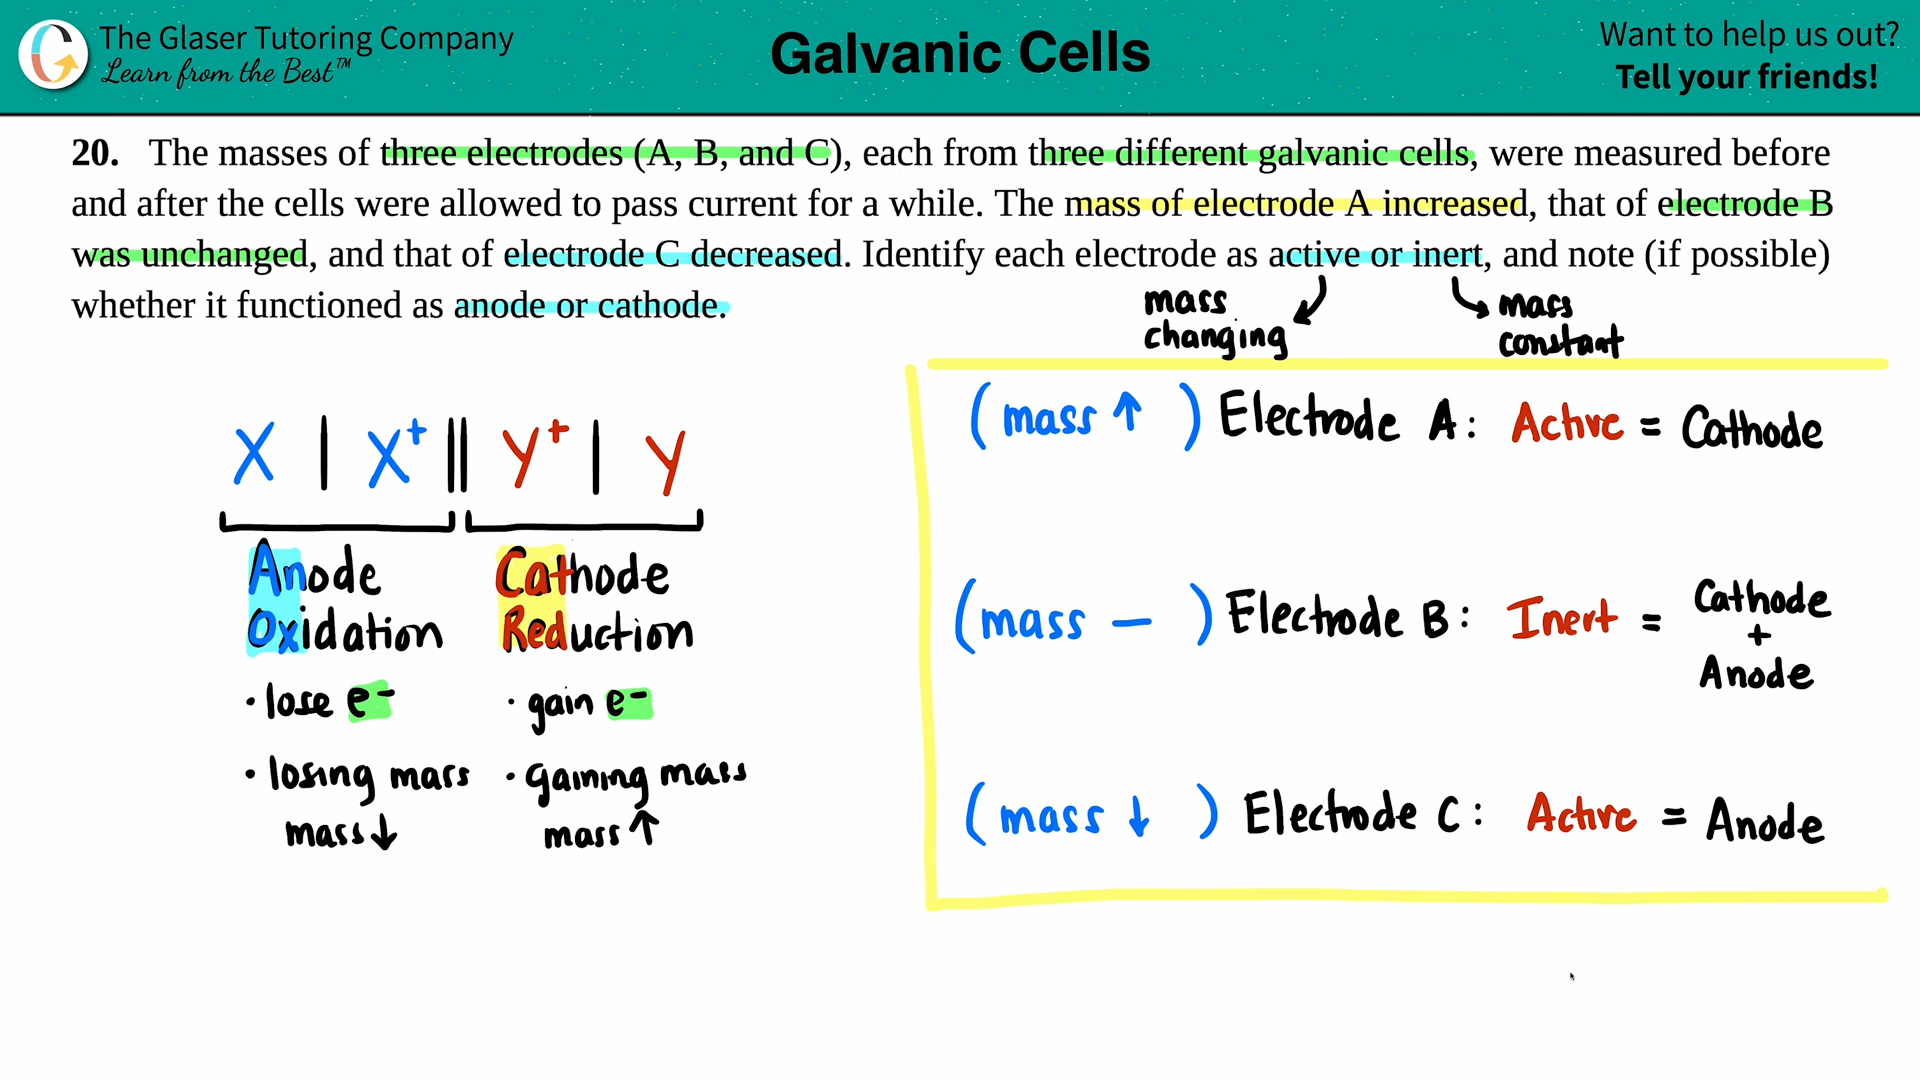 The Glaser Tutoring Company
Learn from the Best™
Galvanic Cells
Want to help us out?
Tell your friends!
20. The masses of three electrodes (A, B, and C), each from three different galvanic cells, were measured before
and after the cells were allowed to pass current for a while. The mass of electrode A increased, that of electrode B
was unchanged, and that of electrode C decreased. Identify each electrode as active or inert, and note (if possible)
whether it functioned as anode or cathode.
mass
changing
mass
constant
X | X⁺ || Y⁺ | Y
Anode
Oxidation
• lose e⁻
• losing mass
mass ↓
Cathode
Reduction
• gain e⁻
• gaining mass
mass ↑
(mass ↑ ) Electrode A: Active = Cathode
(mass — ) Electrode B: Inert = Cathode
+
Anode
(mass ↓ ) Electrode C: Active = Anode